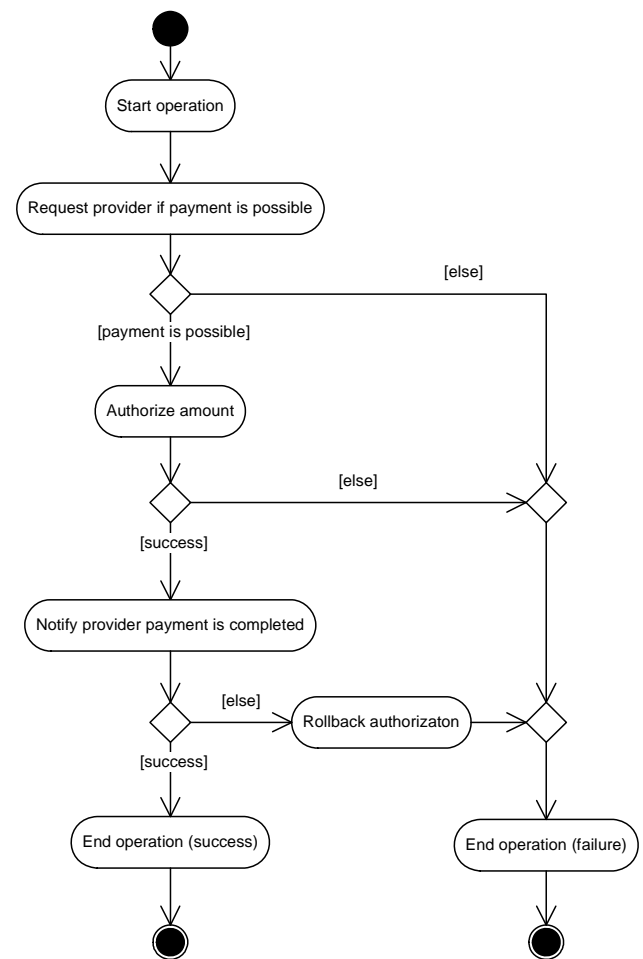 Start operation
Request provider if payment is possible
[else]
[payment is possible]
Authorize amount
[else]
[success]
Notify provider payment is completed
[else]
Rollback authorizaton
[success]
End operation (success)
End operation (failure)